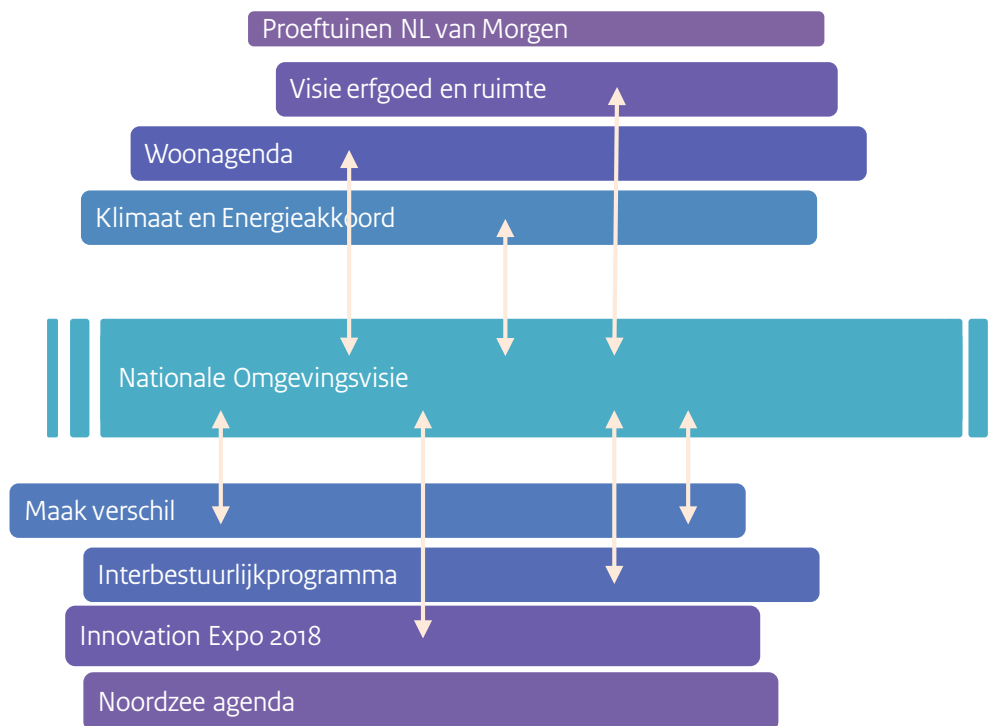 Proeftuinen NL van Morgen
Visie erfgoed en ruimte
Woonagenda
Klimaat en Energieakkoord
Nationale Omgevingsvisie
Maak verschil
Interbestuurlijkprogramma
Innovation Expo 2018
Noordzee agenda